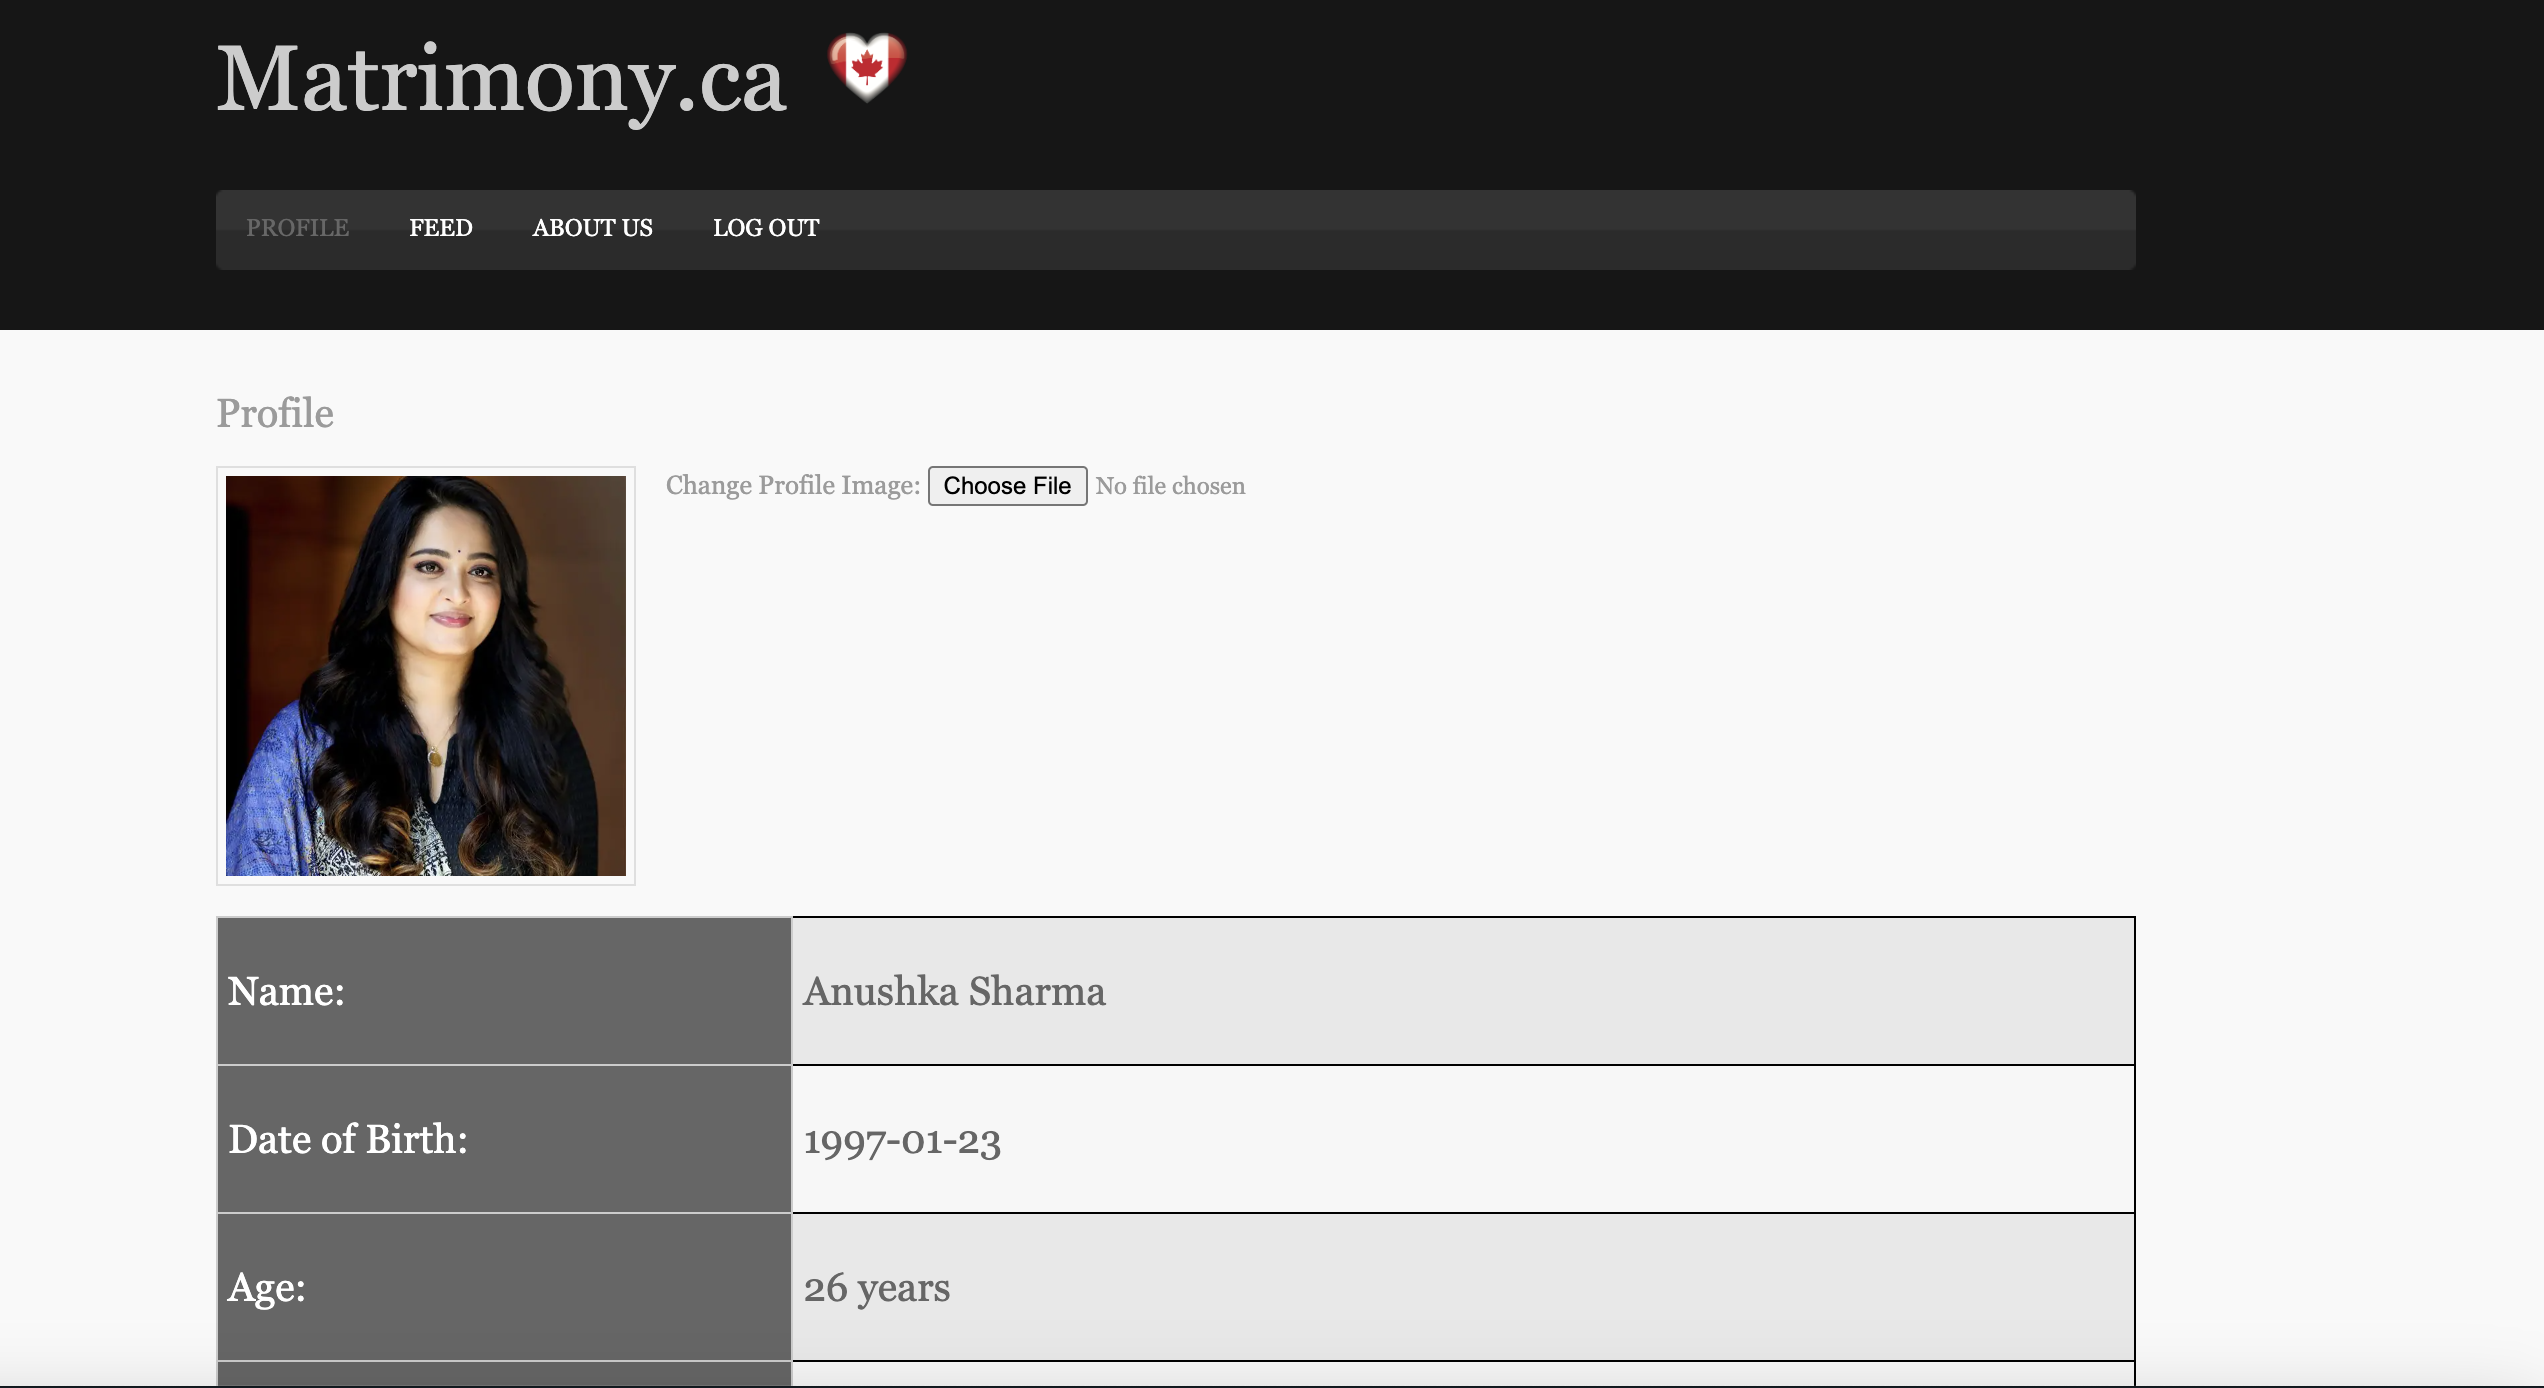 Matrimony.ca
PROFILE FEED ABOUT US LOG OUT
Profile
Change Profile Image: Choose File No file chosen
Name: Anushka Sharma
Date of Birth: 1997-01-23
Age: 26 years